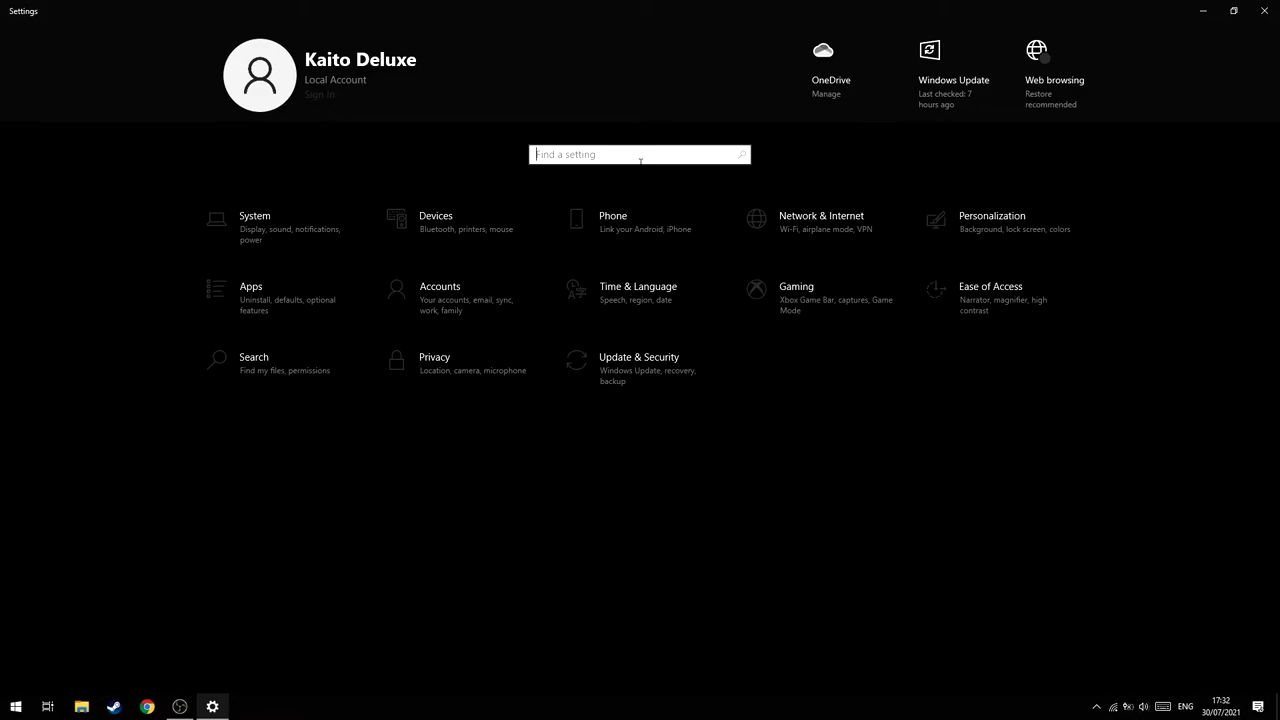 Settings
Kaito Deluxe
Local Account
Sign in
OneDrive
Manage
Windows Update
Last checked: 7
hours ago
Web browsing
Restore
recommended
Find a setting
System
Display, sound, notifications,
power
Devices
Bluetooth, printers, mouse
Phone
Link your Android, iPhone
Network & Internet
Wi-Fi, airplane mode, VPN
Personalization
Background, lock screen, colors
Apps
Uninstall, defaults, optional
features
Accounts
Your accounts, email, sync,
work, family
Time & Language
Speech, region, date
Gaming
Xbox Game Bar, captures, Game
Mode
Ease of Access
Narrator, magnifier, high
contrast
Search
Find my files, permissions
Privacy
Location, camera, microphone
Update & Security
Windows Update, recovery,
backup
ENG
17:32
30/07/2021